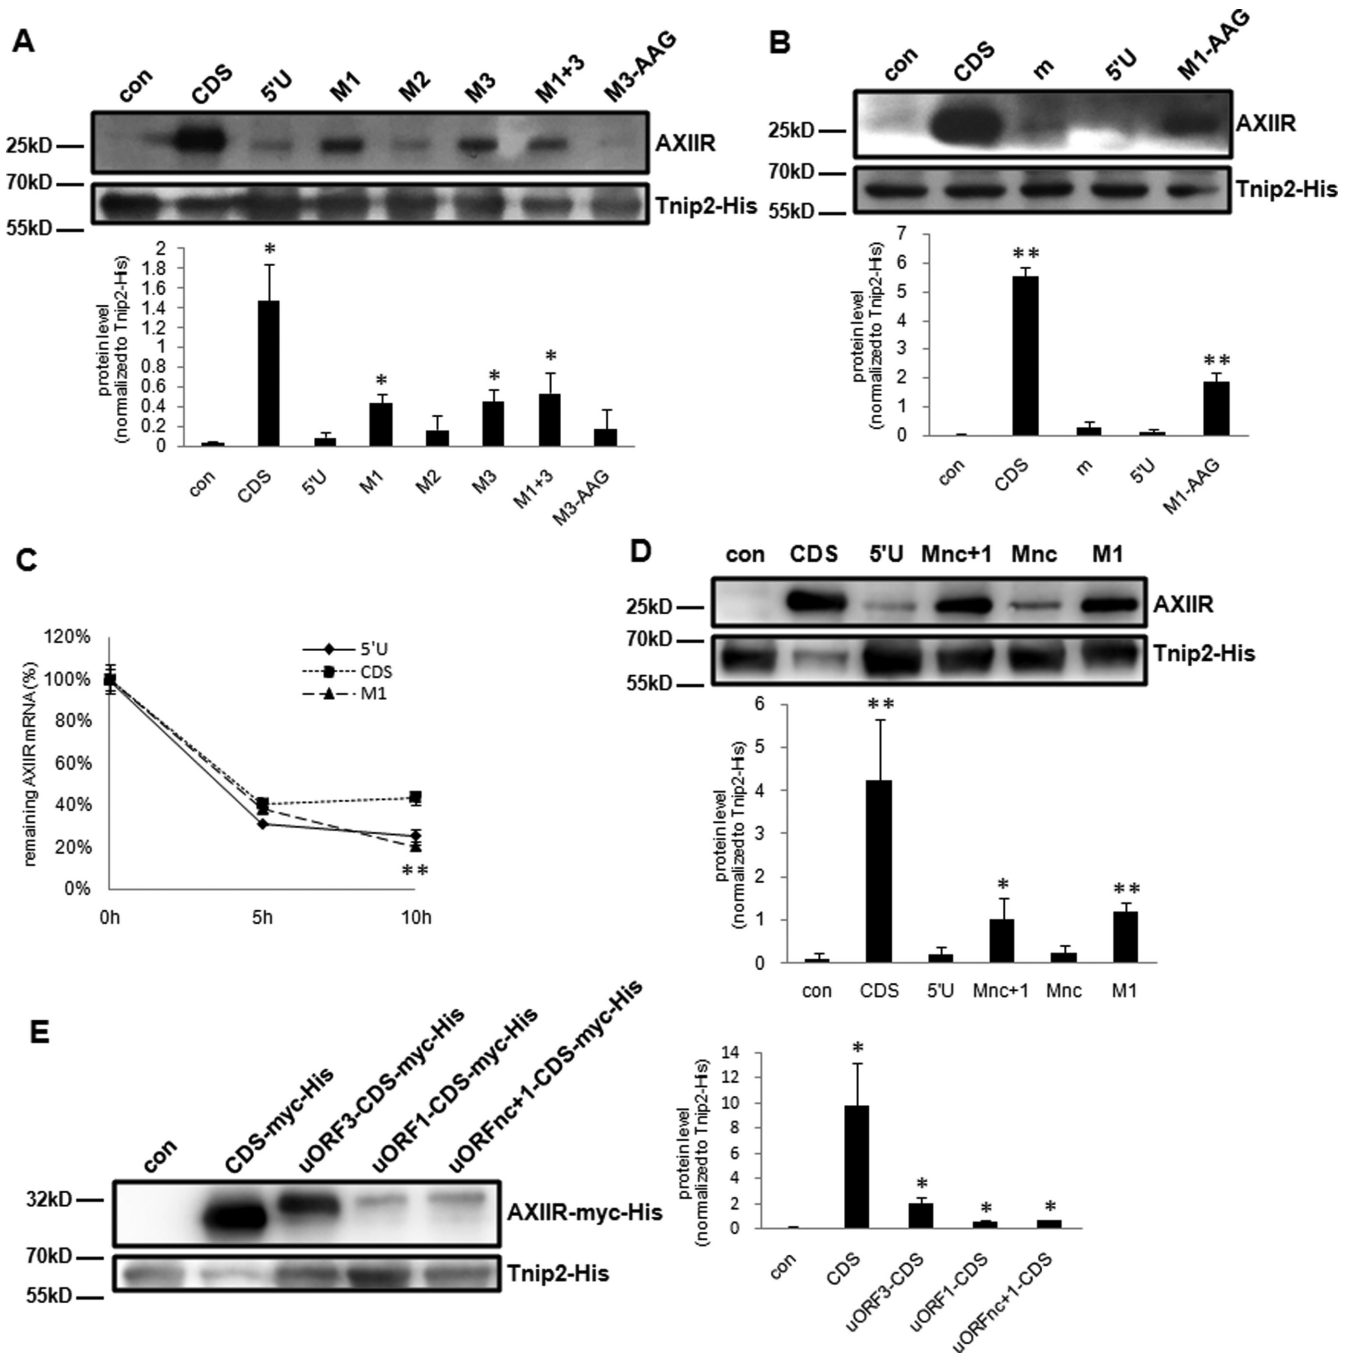 A
con CDS 5'U M1 M2 M3 M1+3 M3-AAG
25kD
AXIIR
70kD
Tnip2-His
55kD
protein level
(normalized to Tnip2-His)
2
1.8
1.6
1.4
1.2
1
0.8
0.6
0.4
0.2
0
* * * *
con CDS 5'U M1 M2 M3 M1+3 M3-AAG
B
con CDS m 5'U M1-AAG
25kD
AXIIR
70kD
Tnip2-His
55kD
protein level
(normalized to Tnip2-His)
7
6
5
4
3
2
1
0
** **
con CDS m 5'U M1-AAG
C
remaining AXIIR mRNA (%)
120%
100%
80%
60%
40%
20%
0%
5'U
CDS
M1
**
0h 5h 10h
D
con CDS 5'U Mnc+1 Mnc M1
25kD
AXIIR
70kD
Tnip2-His
55kD
protein level
(normalized to Tnip2-His)
6
5
4
3
2
1
0
** * **
con CDS 5'U Mnc+1 Mnc M1
E
con CDS-myc-His uORF3-CDS-myc-His uORF1-CDS-myc-His uORFnc+1-CDS-myc-His
32kD
AXIIR-myc-His
70kD
Tnip2-His
55kD
protein level
(normalized to Tnip2-His)
14
12
10
8
6
4
2
0
* * * *
con CDS uORF3-CDS uORF1-CDS uORFnc+1-CDS